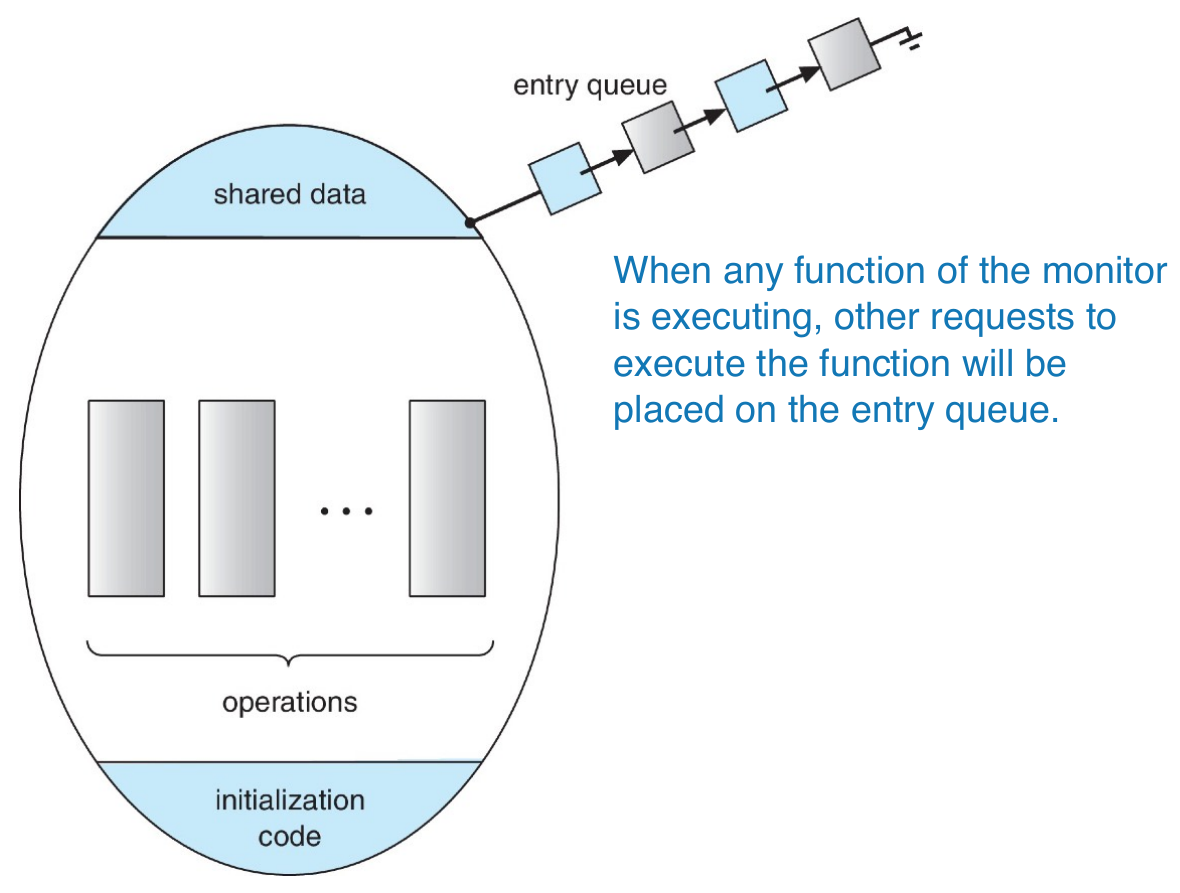 entry queue
shared data
When any function of the monitor
is executing, other requests to
execute the function will be
placed on the entry queue.
operations
initialization
code